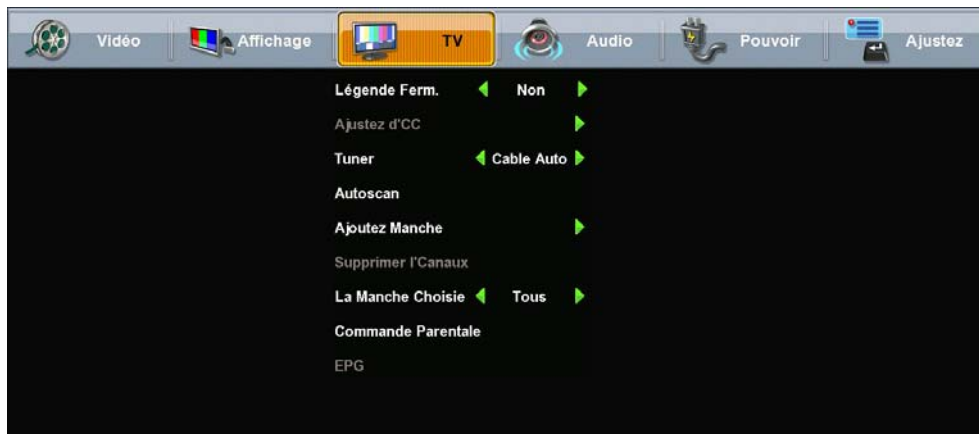 Vidéo Affichage TV Audio Pouvoir Ajustez
Légende Ferm. Non
Ajustez d'CC
Tuner Cable Auto
Autoscan
Ajoutez Manche
Supprimer l'Canaux
La Manche Choisie Tous
Commande Parentale
EPG